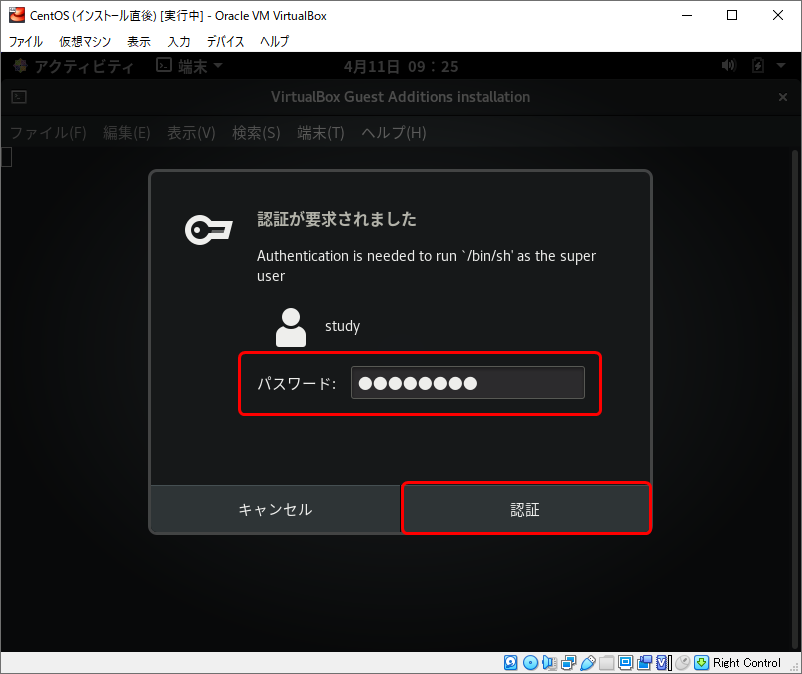 CentOS (インストール直後) [実行中] - Oracle VM VirtualBox
ファイル 仮想マシン 表示 入力 デバイス ヘルプ
アクティビティ 端末 4月11日 09：25
VirtualBox Guest Additions installation
ファイル(F) 編集(E) 表示(V) 検索(S) 端末(T) ヘルプ(H)
認証が要求されました
Authentication is needed to run `/bin/sh' as the super
user
study
パスワード: ●●●●●●●●
キャンセル 認証
Right Control